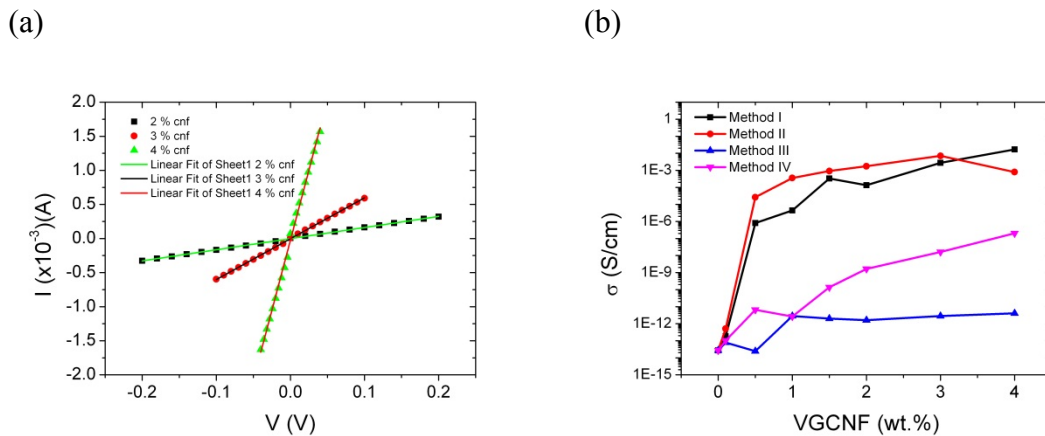 (a)
(b)
2.0
1.5
1.0
0.5
0.0
-0.5
-1.0
-1.5
-2.0
I (x10⁻³)(A)
2 % cnf
3 % cnf
4 % cnf
Linear Fit of Sheet1 2 % cnf
Linear Fit of Sheet1 3 % cnf
Linear Fit of Sheet1 4 % cnf
-0.2 -0.1 0.0 0.1 0.2
V (V)
1
1E-3
1E-6
1E-9
1E-12
1E-15
σ (S/cm)
Method I
Method II
Method III
Method IV
0 1 2 3 4
VGCNF (wt.%)